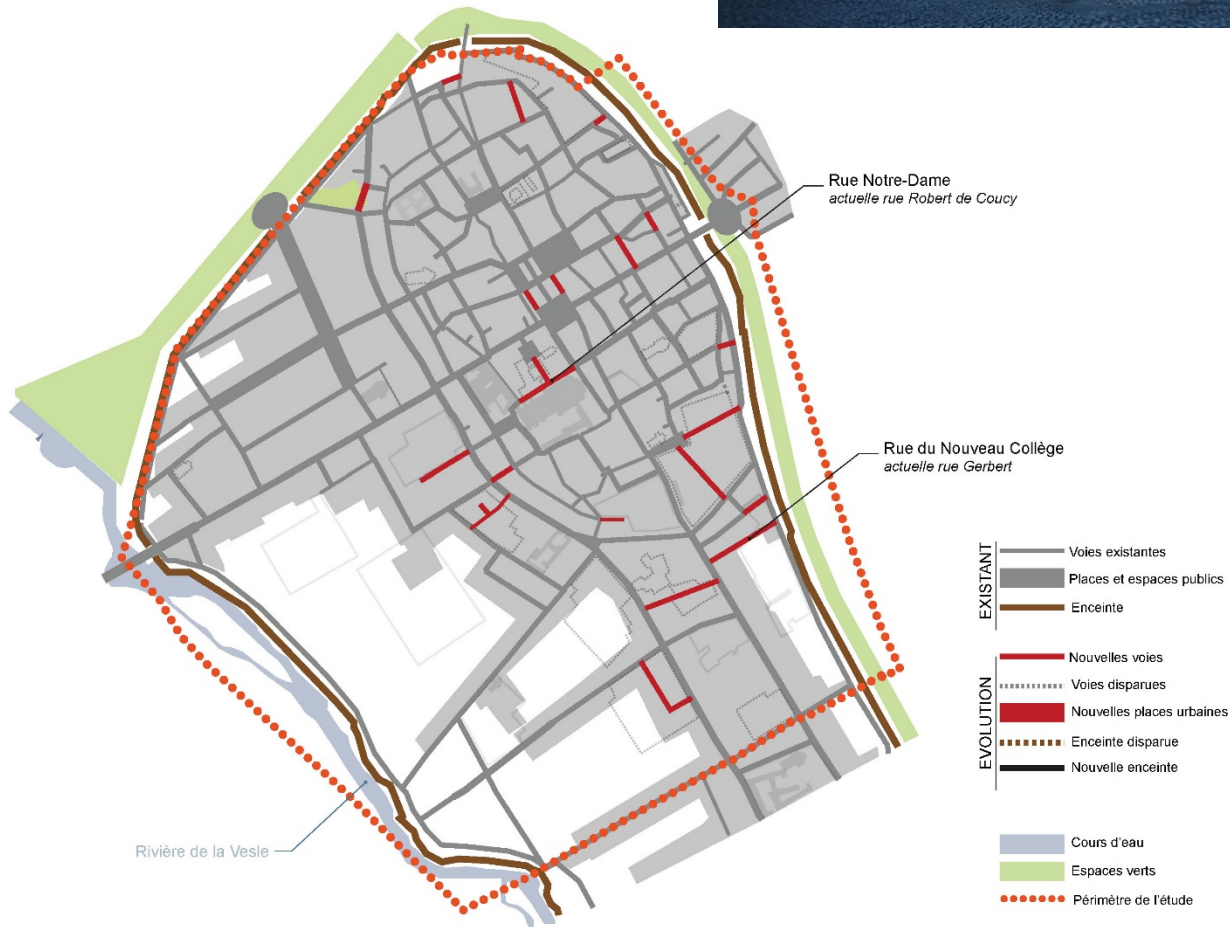 Rue Notre-Dame
actuelle rue Robert de Coucy
Rue du Nouveau Collège
actuelle rue Gerbert
EXISTANT
Voies existantes
Places et espaces publics
Enceinte
EVOLUTION
Nouvelles voies
Voies disparues
Nouvelles places urbaines
Enceinte disparue
Nouvelle enceinte
Rivière de la Vesle
Cours d'eau
Espaces verts
Périmètre de l'étude